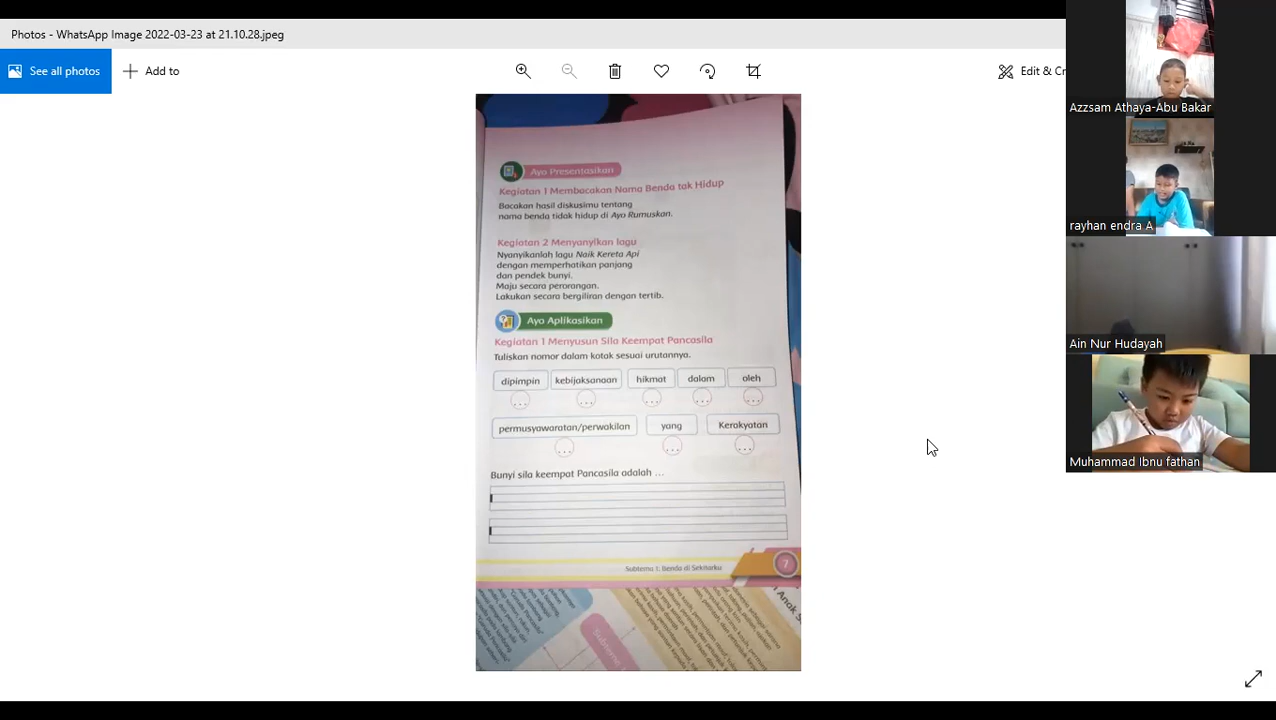 Photos - WhatsApp Image 2022-03-23 at 21.10.28.jpeg
See all photos
Add to
Edit & Cr
Ayo Presentasikan
Kegiatan 1 Membacakan Nama Benda tak Hidup
Bacakan hasil diskusimu tentang
nama benda tidak hidup di Ayo Rumuskan.
Kegiatan 2 Menyanyikan lagu
Nyanyikanlah lagu Naik Kereta Api
dengan memperhatikan panjang
dan pendek bunyi.
Maju secara perorangan.
Lakukan secara bergiliran dengan tertib.
Ayo Aplikasikan
Kegiatan 1 Menyusun Sila Keempat Pancasila
Tuliskan nomor dalam kotak sesuai urutannya.
dipimpin kebijaksanaan hikmat dalam oleh
... ... ... ... ...
permusyawaratan/perwakilan yang Kerakyatan
... ... ...
Bunyi sila keempat Pancasila adalah ...
Subtema 1: Benda di Sekitarku
7
Azzsam Athaya-Abu Bakar
rayhan endra A
Ain Nur Hudayah
Muhammad Ibnu fathan